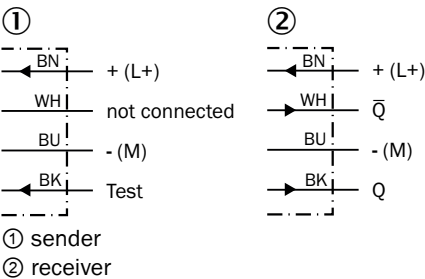 ① ②
BN + (L+) BN + (L+)
WH not connected WH Q̅
BU - (M) BU - (M)
BK Test BK Q
① sender
② receiver